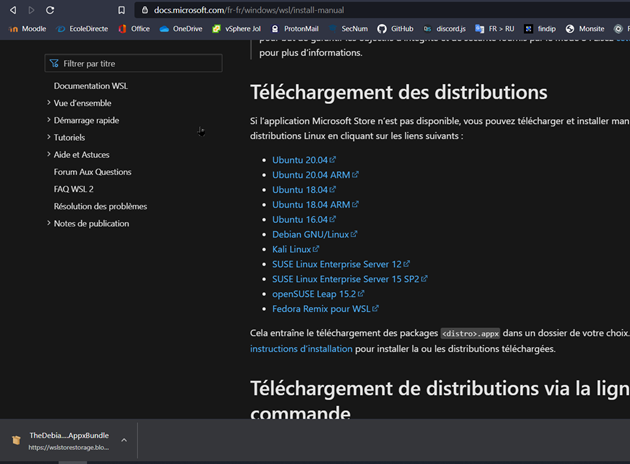 docs.microsoft.com/fr-fr/windows/wsl/install-manual
Moodle EcoleDirecte Office OneDrive vSphere Jol ProtonMail SecNum GitHub discord.js FR > RU findip Monsite
Filtrer par titre
Documentation WSL
Vue d'ensemble
Démarrage rapide
Tutoriels
Aide et Astuces
Forum Aux Questions
FAQ WSL 2
Résolution des problèmes
Notes de publication
pour plus d'informations.
Téléchargement des distributions
Si l'application Microsoft Store n'est pas disponible, vous pouvez télécharger et installer man
distributions Linux en cliquant sur les liens suivants :
Ubuntu 20.04
Ubuntu 20.04 ARM
Ubuntu 18.04
Ubuntu 18.04 ARM
Ubuntu 16.04
Debian GNU/Linux
Kali Linux
SUSE Linux Enterprise Server 12
SUSE Linux Enterprise Server 15 SP2
openSUSE Leap 15.2
Fedora Remix pour WSL
Cela entraîne le téléchargement des packages <distro>.appx dans un dossier de votre choix.
instructions d'installation pour installer la ou les distributions téléchargées.
Téléchargement de distributions via la lign
commande
TheDebia....AppxBundle
https://wslstorestorage.blo...